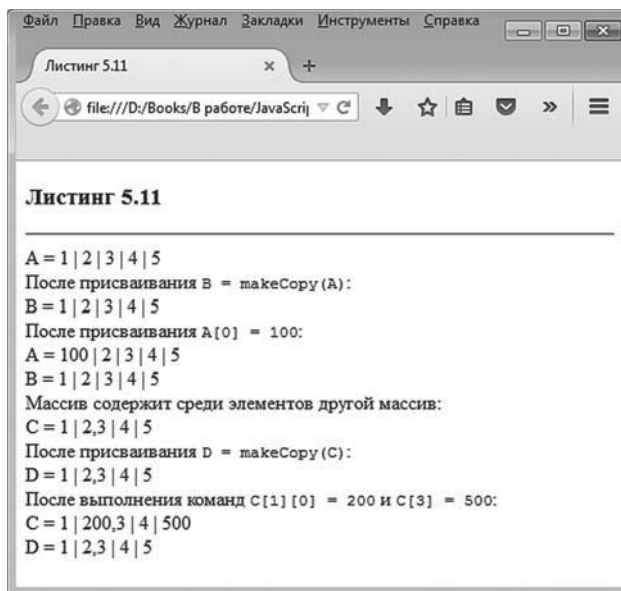 Файл Правка Вид Журнал Закладки Инструменты Справка
Листинг 5.11
file:///D:/Books/В работе/JavaScrip
Листинг 5.11
A = 1 | 2 | 3 | 4 | 5
После присваивания B = makeCopy(A):
B = 1 | 2 | 3 | 4 | 5
После присваивания A[0] = 100:
A = 100 | 2 | 3 | 4 | 5
B = 1 | 2 | 3 | 4 | 5
Массив содержит среди элементов другой массив:
C = 1 | 2,3 | 4 | 5
После присваивания D = makeCopy(C):
D = 1 | 2,3 | 4 | 5
После выполнения команд C[1][0] = 200 и C[3] = 500:
C = 1 | 200,3 | 4 | 500
D = 1 | 2,3 | 4 | 5